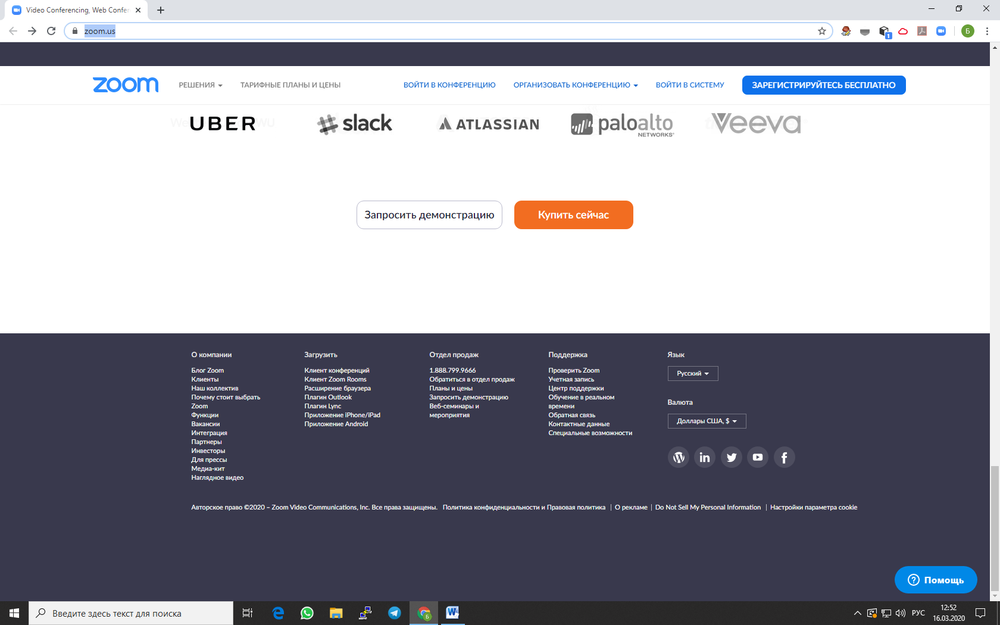 Video Conferencing, Web Confer
zoom.us
1
Б
zoom
РЕШЕНИЯ
ТАРИФНЫЕ ПЛАНЫ И ЦЕНЫ
ВОЙТИ В КОНФЕРЕНЦИЮ
ОРГАНИЗОВАТЬ КОНФЕРЕНЦИЮ
ВОЙТИ В СИСТЕМУ
ЗАРЕГИСТРИРУЙТЕСЬ БЕСПЛАТНО
UBER
slack
ATLASSIAN
paloalto
NETWORKS®
Veeva
Запросить демонстрацию
Купить сейчас
О компании
Блог Zoom
Клиенты
Наш коллектив
Почему стоит выбрать
Zoom
Функции
Вакансии
Интеграция
Партнеры
Инвесторы
Для прессы
Медиа-кит
Наглядное видео
Загрузить
Клиент конференций
Клиент Zoom Rooms
Расширение браузера
Плагин Outlook
Плагин Lync
Приложение iPhone/iPad
Приложение Android
Отдел продаж
1.888.799.9666
Обратиться в отдел продаж
Планы и цены
Запросить демонстрацию
Веб-семинары и
мероприятия
Поддержка
Проверить Zoom
Учетная запись
Центр поддержки
Обучение в реальном
времени
Обратная связь
Контактные данные
Специальные возможности
Язык
Русский
Валюта
Доллары США, $
Авторское право ©2020 – Zoom Video Communications, Inc. Все права защищены. Политика конфиденциальности и Правовая политика | О рекламе | Do Not Sell My Personal Information | Настройки параметра cookie
Помощь
Введите здесь текст для поиска
РУС
12:52
16.03.2020